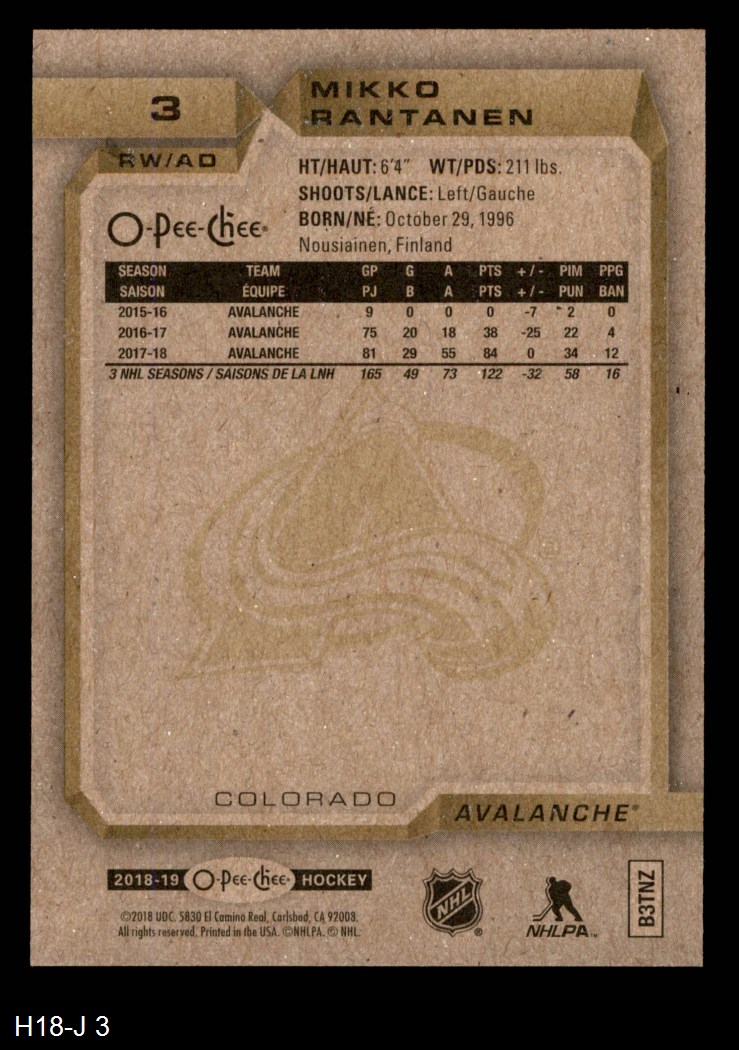 3
MIKKO
RANTANEN
RW/AD
HT/HAUT: 6'4" WT/PDS: 211 lbs.
SHOOTS/LANCE: Left/Gauche
BORN/NÉ: October 29, 1996
Nousiainen, Finland
O-Pee-Chee®
SEASON TEAM GP G A PTS +/- PIM PPG
SAISON ÉQUIPE PJ B A PTS +/- PUN BAN
2015-16 AVALANCHE 9 0 0 0 -7 2 0
2016-17 AVALANCHE 75 20 18 38 -25 22 4
2017-18 AVALANCHE 81 29 55 84 0 34 12
3 NHL SEASONS / SAISONS DE LA LNH 165 49 73 122 -32 58 16
COLORADO
AVALANCHE®
2018-19 O-Pee-Chee HOCKEY
©2018 UDC. 5830 El Camino Real, Carlsbad, CA 92008.
All rights reserved. Printed in the USA. ©NHLPA. © NHL.
NHL®
NHLPA™
B3TNZ
H18-J 3